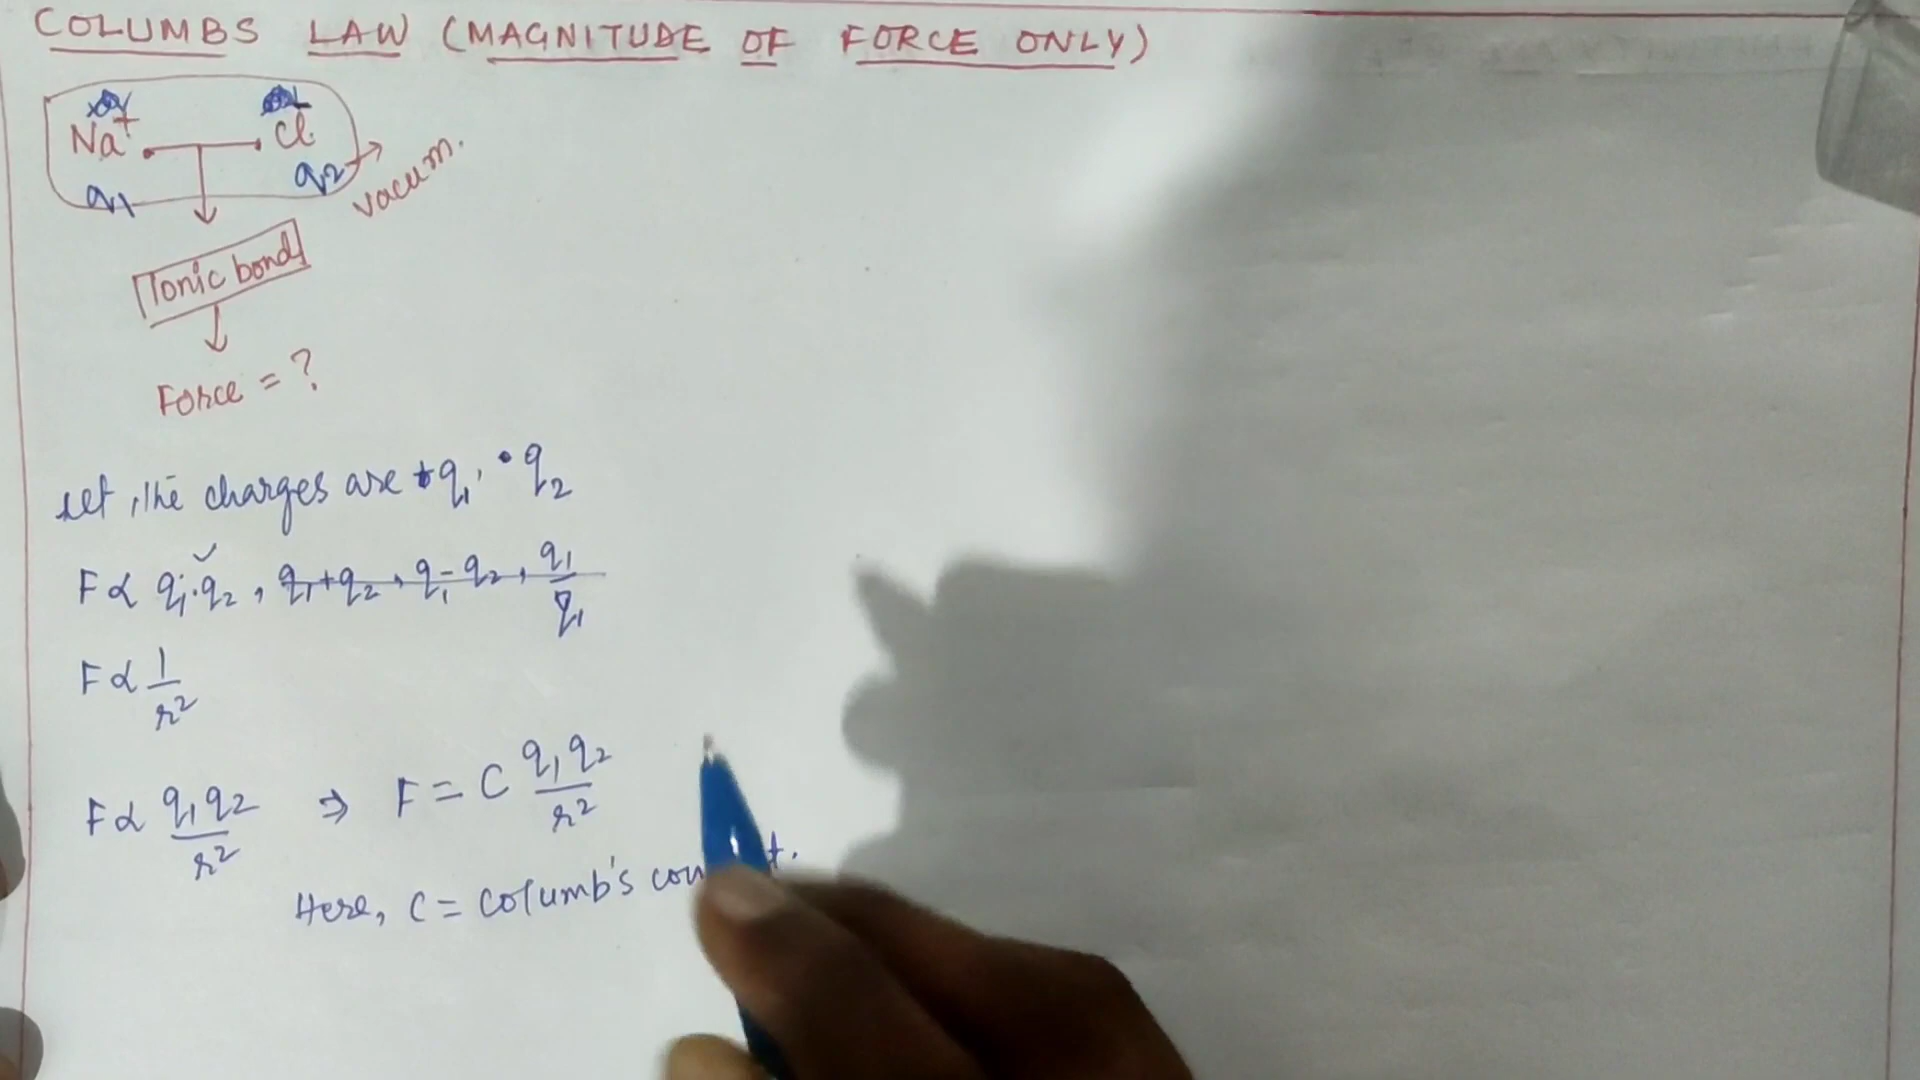 COLUMBS LAW (MAGNITUDE OF FORCE ONLY)
Na⁺ Cl
q₁ q₂
vacum.
Ionic bond
Force = ?
Let, the charges are q₁, q₂
F ∝ q₁.q₂, q₁+q₂, q₁-q₂, q₁/q₁
F ∝ 1/r²
F ∝ q₁q₂/r² ⇒ F = C q₁q₂/r²
Here, C = columb's